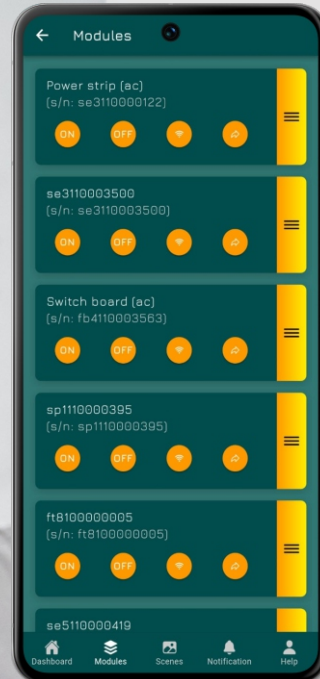 Modules
Power strip (ac)
(s/n: se3110000122)
ON OFF
se3110003500
(s/n: se3110003500)
ON OFF
Switch board (ac)
(s/n: fb4110003563)
ON OFF
sp1110000395
(s/n: sp1110000395)
ON OFF
ft8100000005
(s/n: ft8100000005)
ON OFF
se5110000419
Dashboard Modules Scenes Notification Help